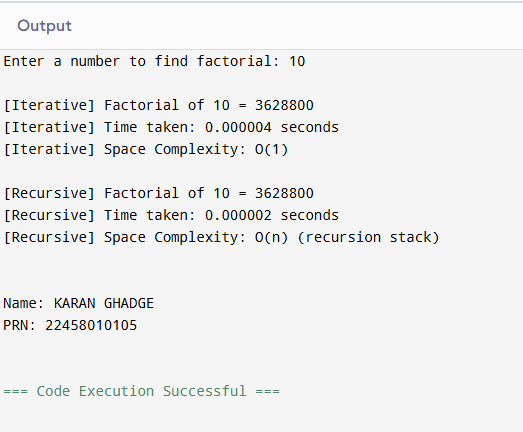 Output
Enter a number to find factorial: 10
[Iterative] Factorial of 10 = 3628800
[Iterative] Time taken: 0.000004 seconds
[Iterative] Space Complexity: O(1)
[Recursive] Factorial of 10 = 3628800
[Recursive] Time taken: 0.000002 seconds
[Recursive] Space Complexity: O(n) (recursion stack)
Name: KARAN GHADGE
PRN: 22458010105
=== Code Execution Successful ===